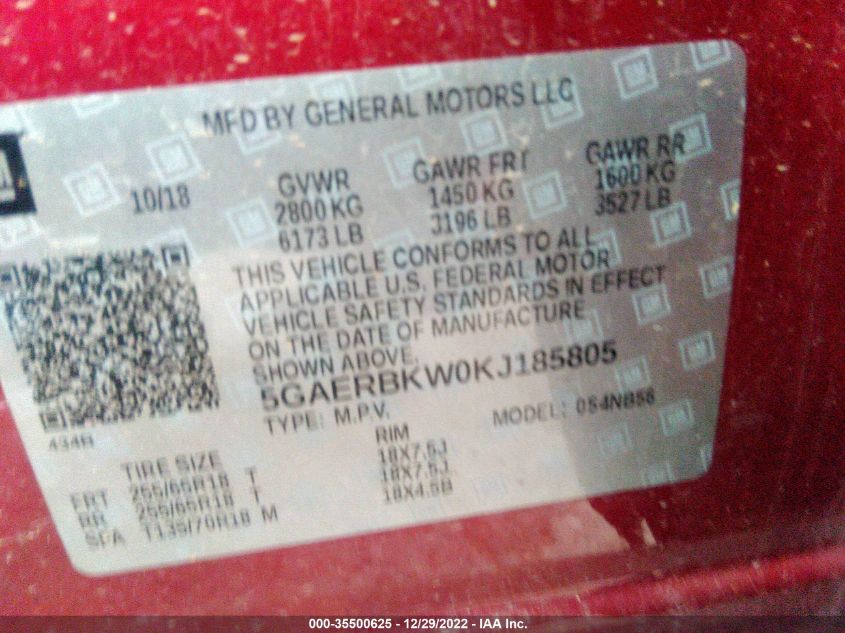 MFD BY GENERAL MOTORS LLC
10/18
GVWR
2800 KG
6173 LB
GAWR FRT
1450 KG
3196 LB
GAWR RR
1600 KG
3527 LB
THIS VEHICLE CONFORMS TO ALL
APPLICABLE U.S. FEDERAL MOTOR
VEHICLE SAFETY STANDARDS IN EFFECT
ON THE DATE OF MANUFACTURE
SHOWN ABOVE.
5GAERBKW0KJ185805
TYPE: M.P.V. MODEL: 0S4NB56
434B
TIRE SIZE RIM
FRT 255/65R18 T 18X7.5J
RR 255/65R18 T 18X7.5J
SPA T135/70R18 M 18X4.5B
000-35500625 - 12/29/2022 - IAA Inc.